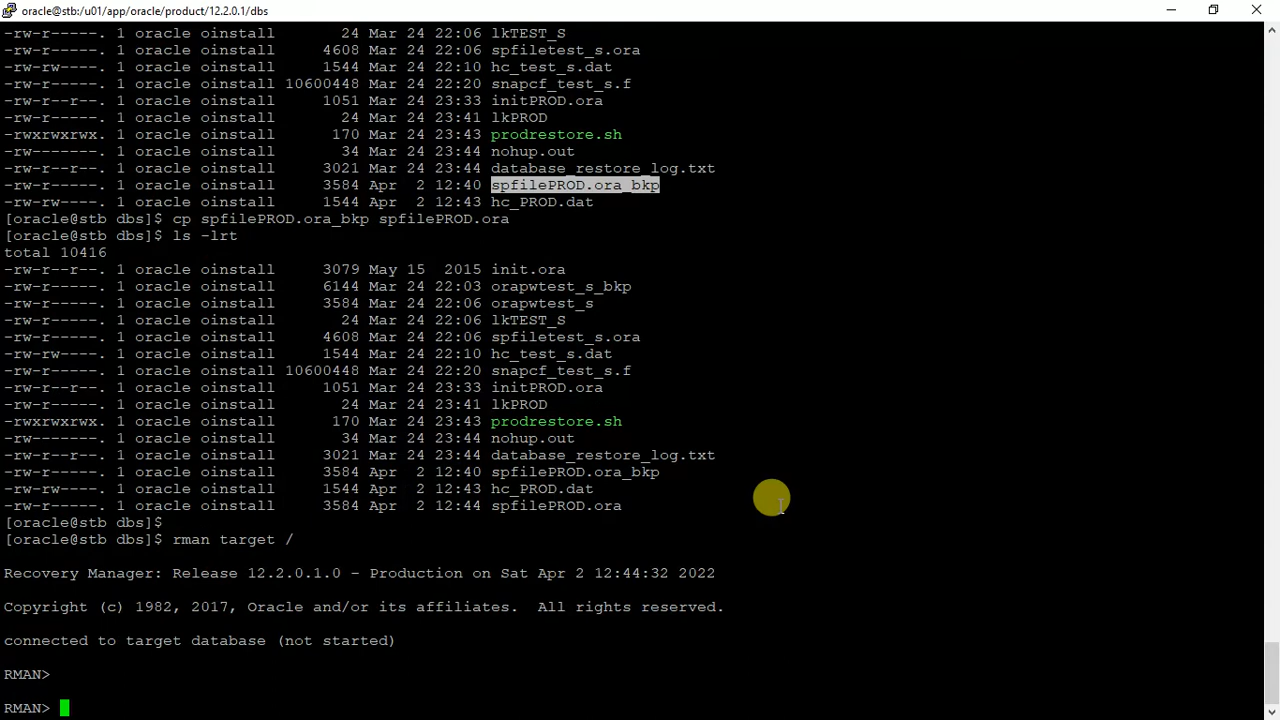 oracle@stb:/u01/app/oracle/product/12.2.0.1/dbs
-rw-r-----. 1 oracle oinstall       24 Mar 24 22:06 lkTEST_S
-rw-r-----. 1 oracle oinstall     4608 Mar 24 22:06 spfiletest_s.ora
-rw-rw----. 1 oracle oinstall     1544 Mar 24 22:10 hc_test_s.dat
-rw-r-----. 1 oracle oinstall 10600448 Mar 24 22:20 snapcf_test_s.f
-rw-r--r--. 1 oracle oinstall     1051 Mar 24 23:33 initPROD.ora
-rw-r-----. 1 oracle oinstall       24 Mar 24 23:41 lkPROD
-rwxrwxrwx. 1 oracle oinstall      170 Mar 24 23:43 prodrestore.sh
-rw-r--r--. 1 oracle oinstall       34 Mar 24 23:44 nohup.out
-rw-r--r--. 1 oracle oinstall     3021 Mar 24 23:44 database_restore_log.txt
-rw-r-----. 1 oracle oinstall     3584 Apr  2 12:40 spfilePROD.ora_bkp
-rw-rw----. 1 oracle oinstall     1544 Apr  2 12:43 hc_PROD.dat
[oracle@stb dbs]$ cp spfilePROD.ora_bkp spfilePROD.ora
[oracle@stb dbs]$ ls -lrt
total 10416
-rw-r--r--. 1 oracle oinstall     3079 May 15  2015 init.ora
-rw-r-----. 1 oracle oinstall     6144 Mar 24 22:03 orapwtest_s_bkp
-rw-r-----. 1 oracle oinstall     3584 Mar 24 22:06 orapwtest_s
-rw-r-----. 1 oracle oinstall       24 Mar 24 22:06 lkTEST_S
-rw-r-----. 1 oracle oinstall     4608 Mar 24 22:06 spfiletest_s.ora
-rw-rw----. 1 oracle oinstall     1544 Mar 24 22:10 hc_test_s.dat
-rw-r-----. 1 oracle oinstall 10600448 Mar 24 22:20 snapcf_test_s.f
-rw-r--r--. 1 oracle oinstall     1051 Mar 24 23:33 initPROD.ora
-rw-r-----. 1 oracle oinstall       24 Mar 24 23:41 lkPROD
-rwxrwxrwx. 1 oracle oinstall      170 Mar 24 23:43 prodrestore.sh
-rw-r--r--. 1 oracle oinstall       34 Mar 24 23:44 nohup.out
-rw-r--r--. 1 oracle oinstall     3021 Mar 24 23:44 database_restore_log.txt
-rw-r-----. 1 oracle oinstall     3584 Apr  2 12:40 spfilePROD.ora_bkp
-rw-rw----. 1 oracle oinstall     1544 Apr  2 12:43 hc_PROD.dat
-rw-r-----. 1 oracle oinstall     3584 Apr  2 12:44 spfilePROD.ora
[oracle@stb dbs]$
[oracle@stb dbs]$ rman target /
Recovery Manager: Release 12.2.0.1.0 - Production on Sat Apr 2 12:44:32 2022
Copyright (c) 1982, 2017, Oracle and/or its affiliates.  All rights reserved.
connected to target database (not started)
RMAN>
RMAN>